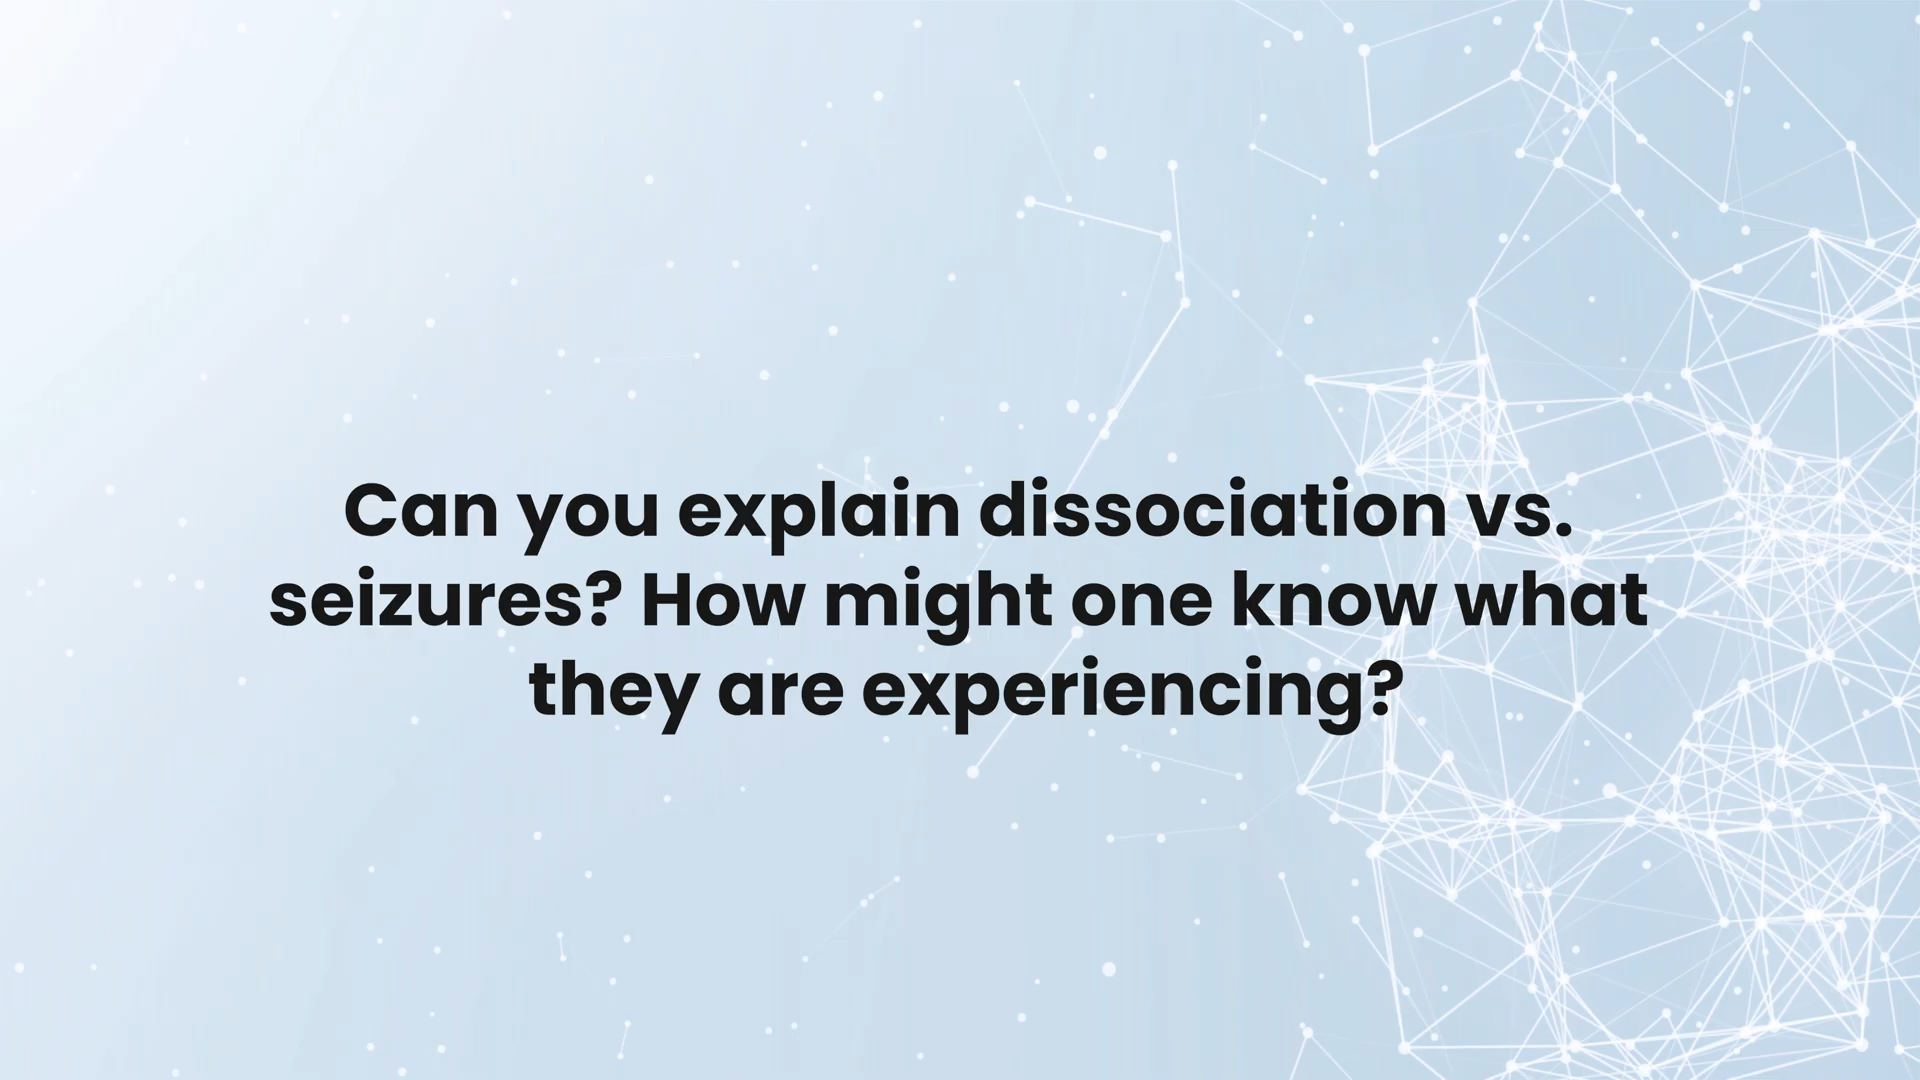 Can you explain dissociation vs.
seizures? How might one know what
they are experiencing?